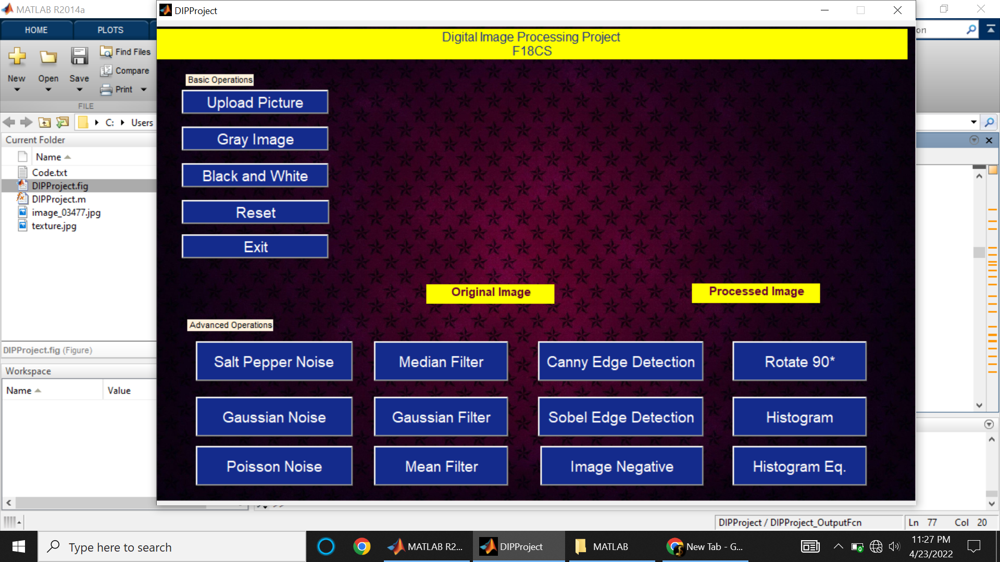 MATLAB R2014a
DIPProject
HOME
PLOTS
on
Find Files
Compare
Print
New
Open
Save
FILE
C:
Users
Current Folder
Name
Code.txt
DIPProject.fig
DIPProject.m
image_03477.jpg
texture.jpg
DIPProject.fig (Figure)
Workspace
Name
Value
Digital Image Processing Project
F18CS
Basic Operations
Upload Picture
Gray Image
Black and White
Reset
Exit
Original Image
Processed Image
Advanced Operations
Salt Pepper Noise
Median Filter
Canny Edge Detection
Rotate 90*
Gaussian Noise
Gaussian Filter
Sobel Edge Detection
Histogram
Poisson Noise
Mean Filter
Image Negative
Histogram Eq.
DIPProject / DIPProject_OutputFcn
Ln 77 Col 20
Type here to search
MATLAB R2...
DIPProject
MATLAB
New Tab - G...
11:27 PM
4/23/2022